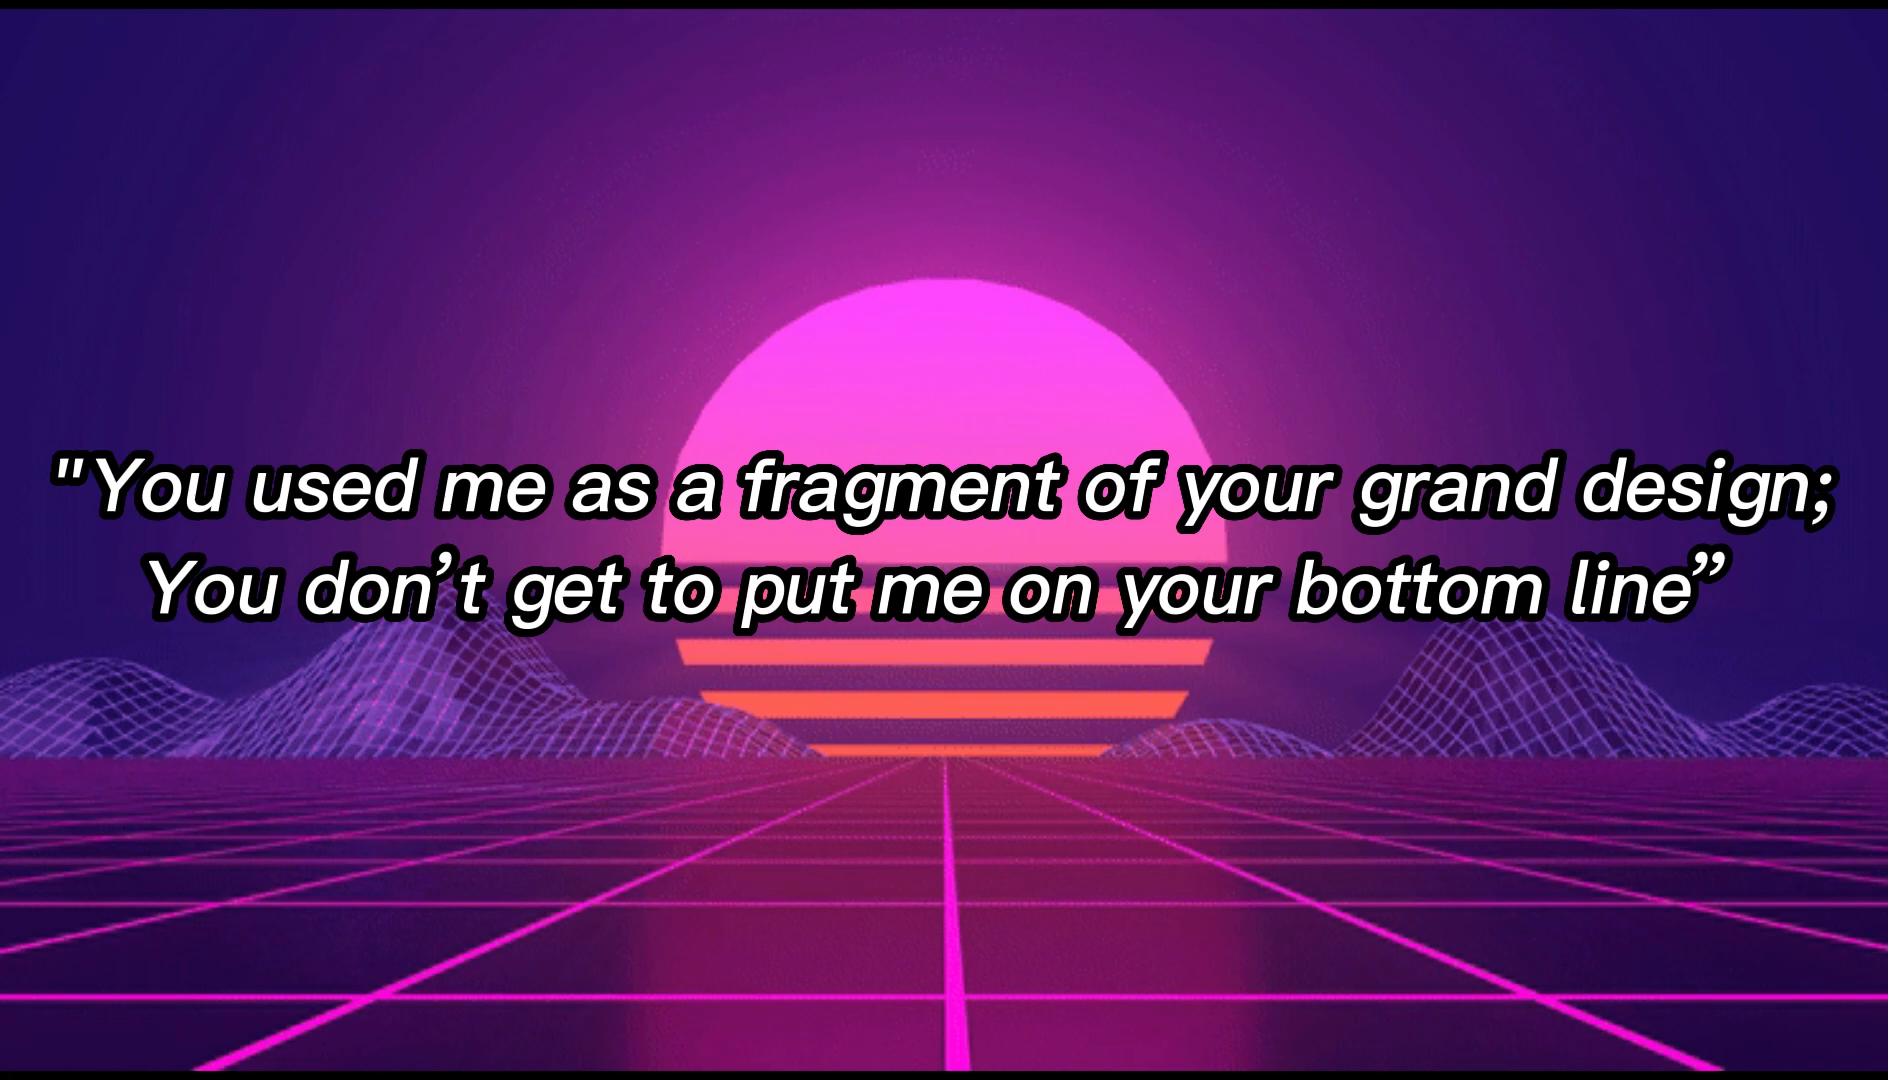 "You used me as a fragment of your grand design;
You don’t get to put me on your bottom line”